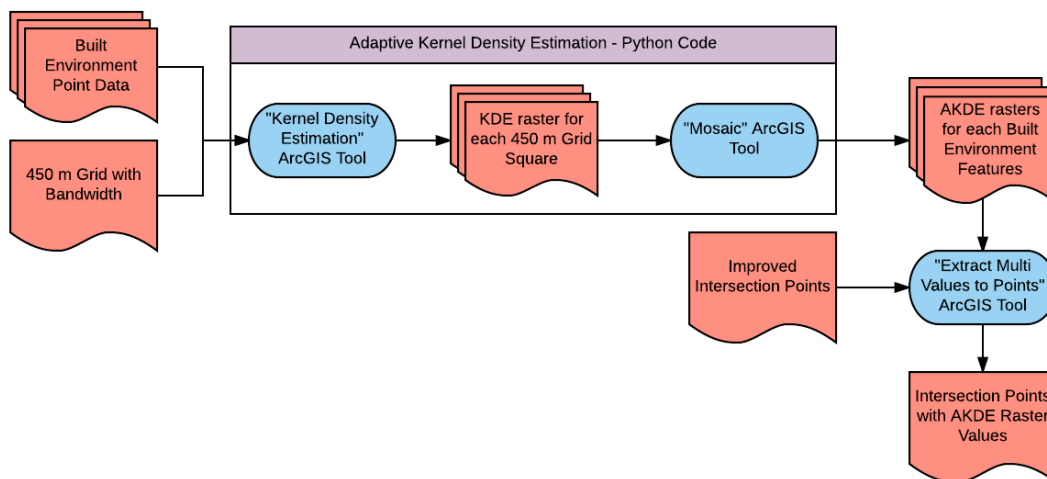 Built
Environment
Point Data
450 m Grid with
Bandwidth
Adaptive Kernel Density Estimation - Python Code
"Kernel Density
Estimation"
ArcGIS Tool
KDE raster for
each 450 m Grid
Square
"Mosaic" ArcGIS
Tool
AKDE rasters
for each Built
Environment
Features
Improved
Intersection Points
"Extract Multi
Values to Points"
ArcGIS Tool
Intersection Points
with AKDE Raster
Values